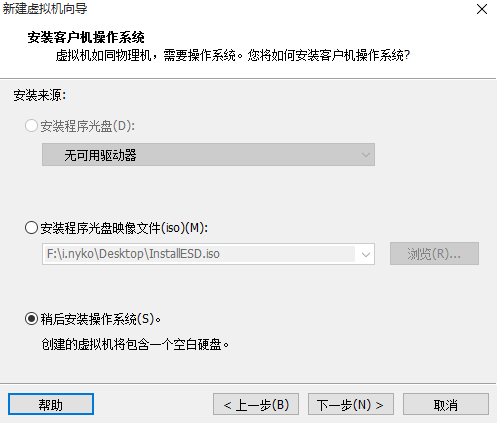 新建虚拟机向导
安装客户机操作系统
虚拟机如同物理机，需要操作系统。您将如何安装客户机操作系统?
安装来源:
安装程序光盘(D):
无可用驱动器
安装程序光盘映像文件(iso)(M):
F:\i.nyko\Desktop\InstallESD.iso
浏览(R)...
稍后安装操作系统(S)。
创建的虚拟机将包含一个空白硬盘。
帮助
< 上一步(B)
下一步(N) >
取消